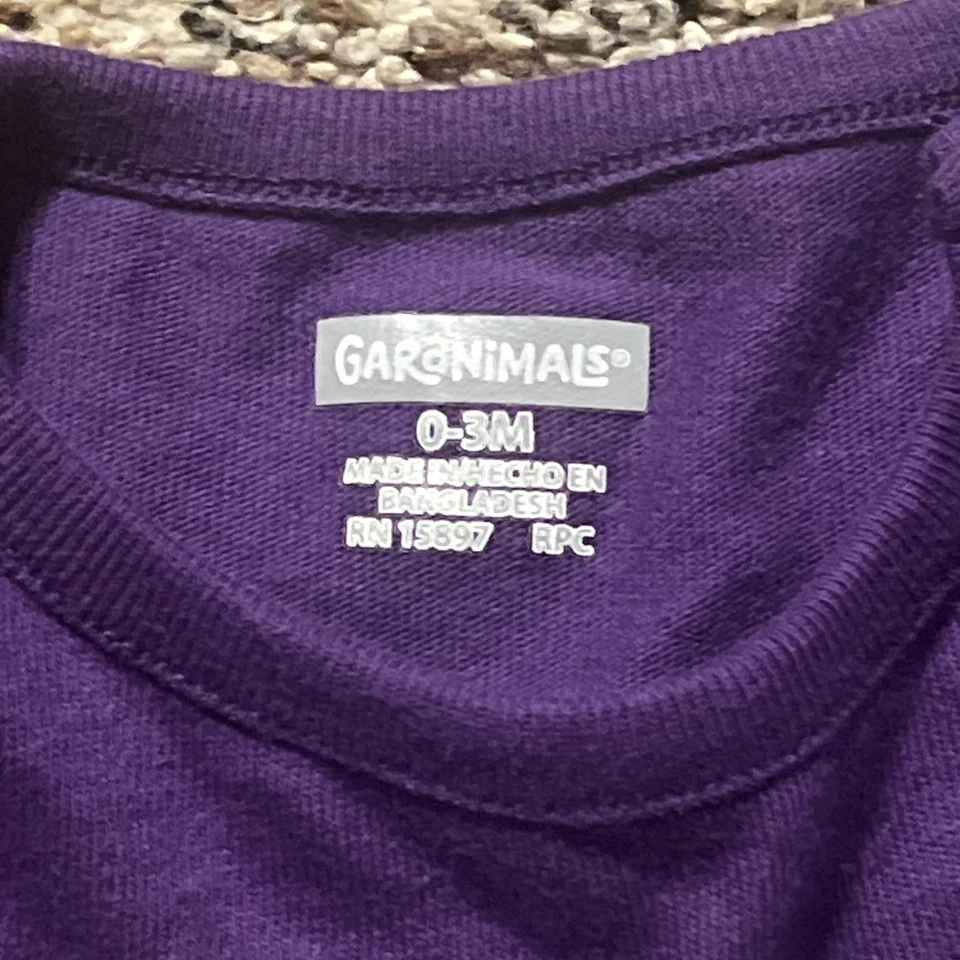 GARANiMALS®
0-3M
MADE IN/HECHO EN
BANGLADESH
RN 15897 RPC